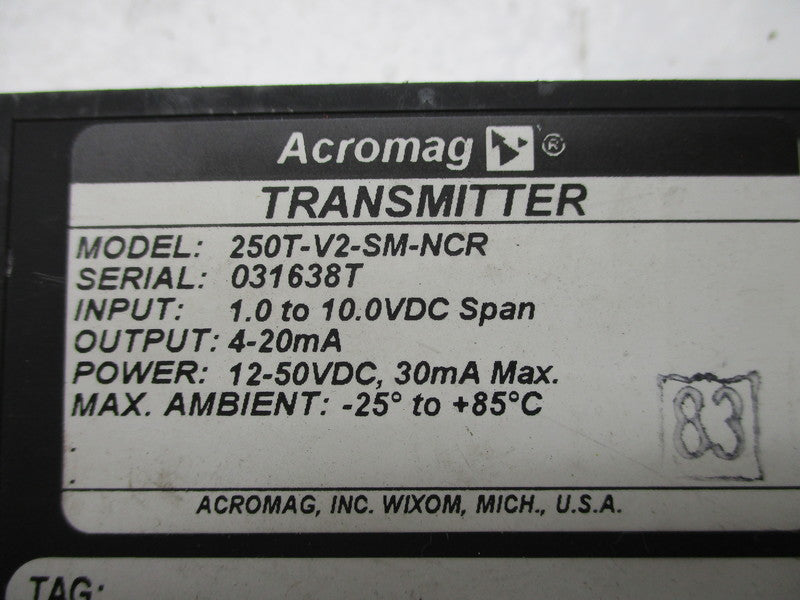 Acromag ®
TRANSMITTER
MODEL: 250T-V2-SM-NCR
SERIAL: 031638T
INPUT: 1.0 to 10.0VDC Span
OUTPUT: 4-20mA
POWER: 12-50VDC, 30mA Max.
MAX. AMBIENT: -25° to +85°C
83
ACROMAG, INC. WIXOM, MICH., U.S.A.
TAG: